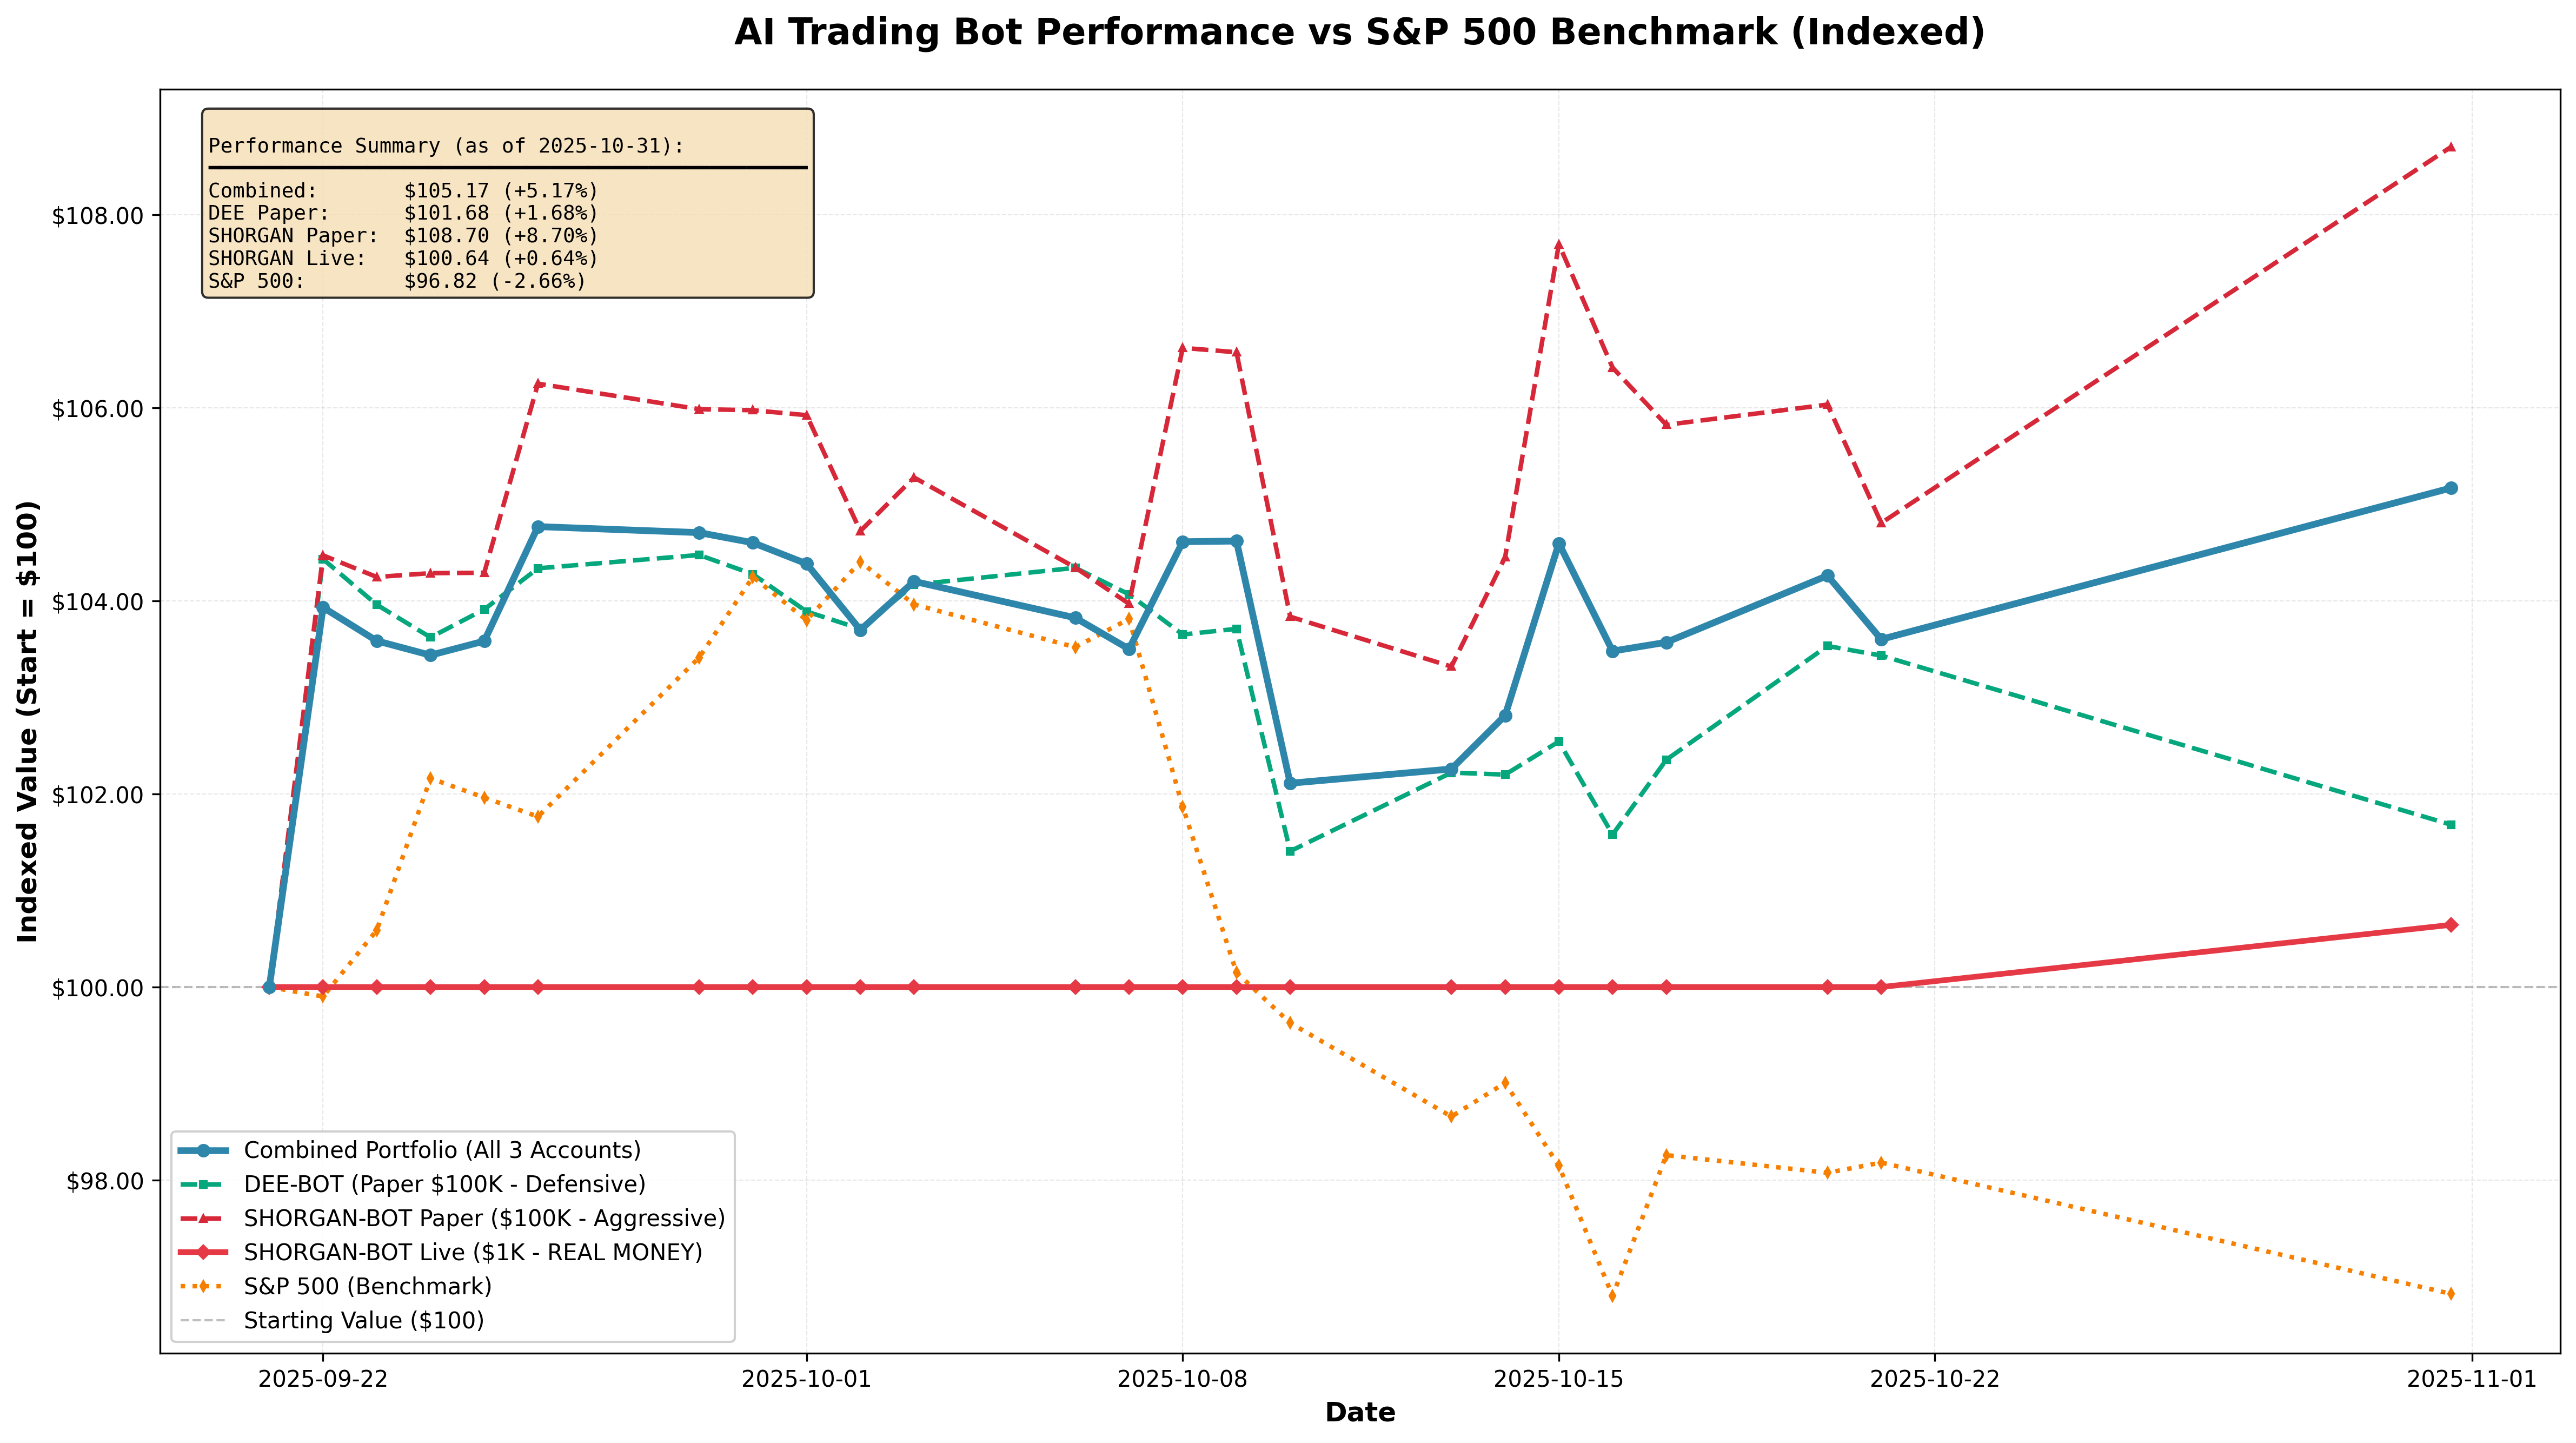 AI Trading Bot Performance vs S&P 500 Benchmark (Indexed)
Performance Summary (as of 2025-10-31):
Combined: $105.17 (+5.17%)
DEE Paper: $101.68 (+1.68%)
SHORGAN Paper: $108.70 (+8.70%)
SHORGAN Live: $100.64 (+0.64%)
S&P 500: $96.82 (-2.66%)
Indexed Value (Start = $100)
$108.00
$106.00
$104.00
$102.00
$100.00
$98.00
Combined Portfolio (All 3 Accounts)
DEE-BOT (Paper $100K - Defensive)
SHORGAN-BOT Paper ($100K - Aggressive)
SHORGAN-BOT Live ($1K - REAL MONEY)
S&P 500 (Benchmark)
Starting Value ($100)
2025-09-22
2025-10-01
2025-10-08
2025-10-15
2025-10-22
2025-11-01
Date